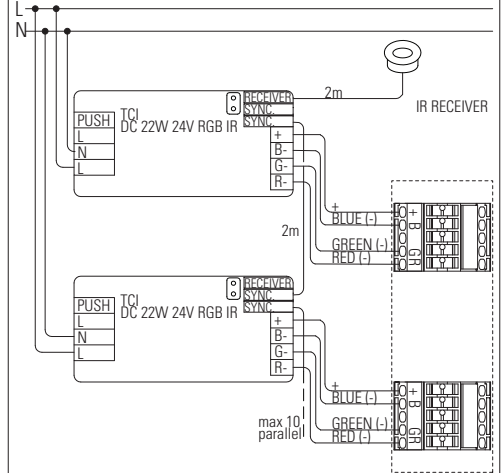 L
N
RECEIVER
SYNC.
SYNC.
PUSH
L
N
L
TCI
DC 22W 24V RGB IR
+
B-
G-
R-
2m
IR RECEIVER
+
BLUE (-)
GREEN (-)
RED (-)
+
B
G
R
2m
RECEIVER
SYNC.
SYNC.
PUSH
L
N
L
TCI
DC 22W 24V RGB IR
+
B-
G-
R-
+
BLUE (-)
GREEN (-)
RED (-)
+
B
G
R
max 10
parallel